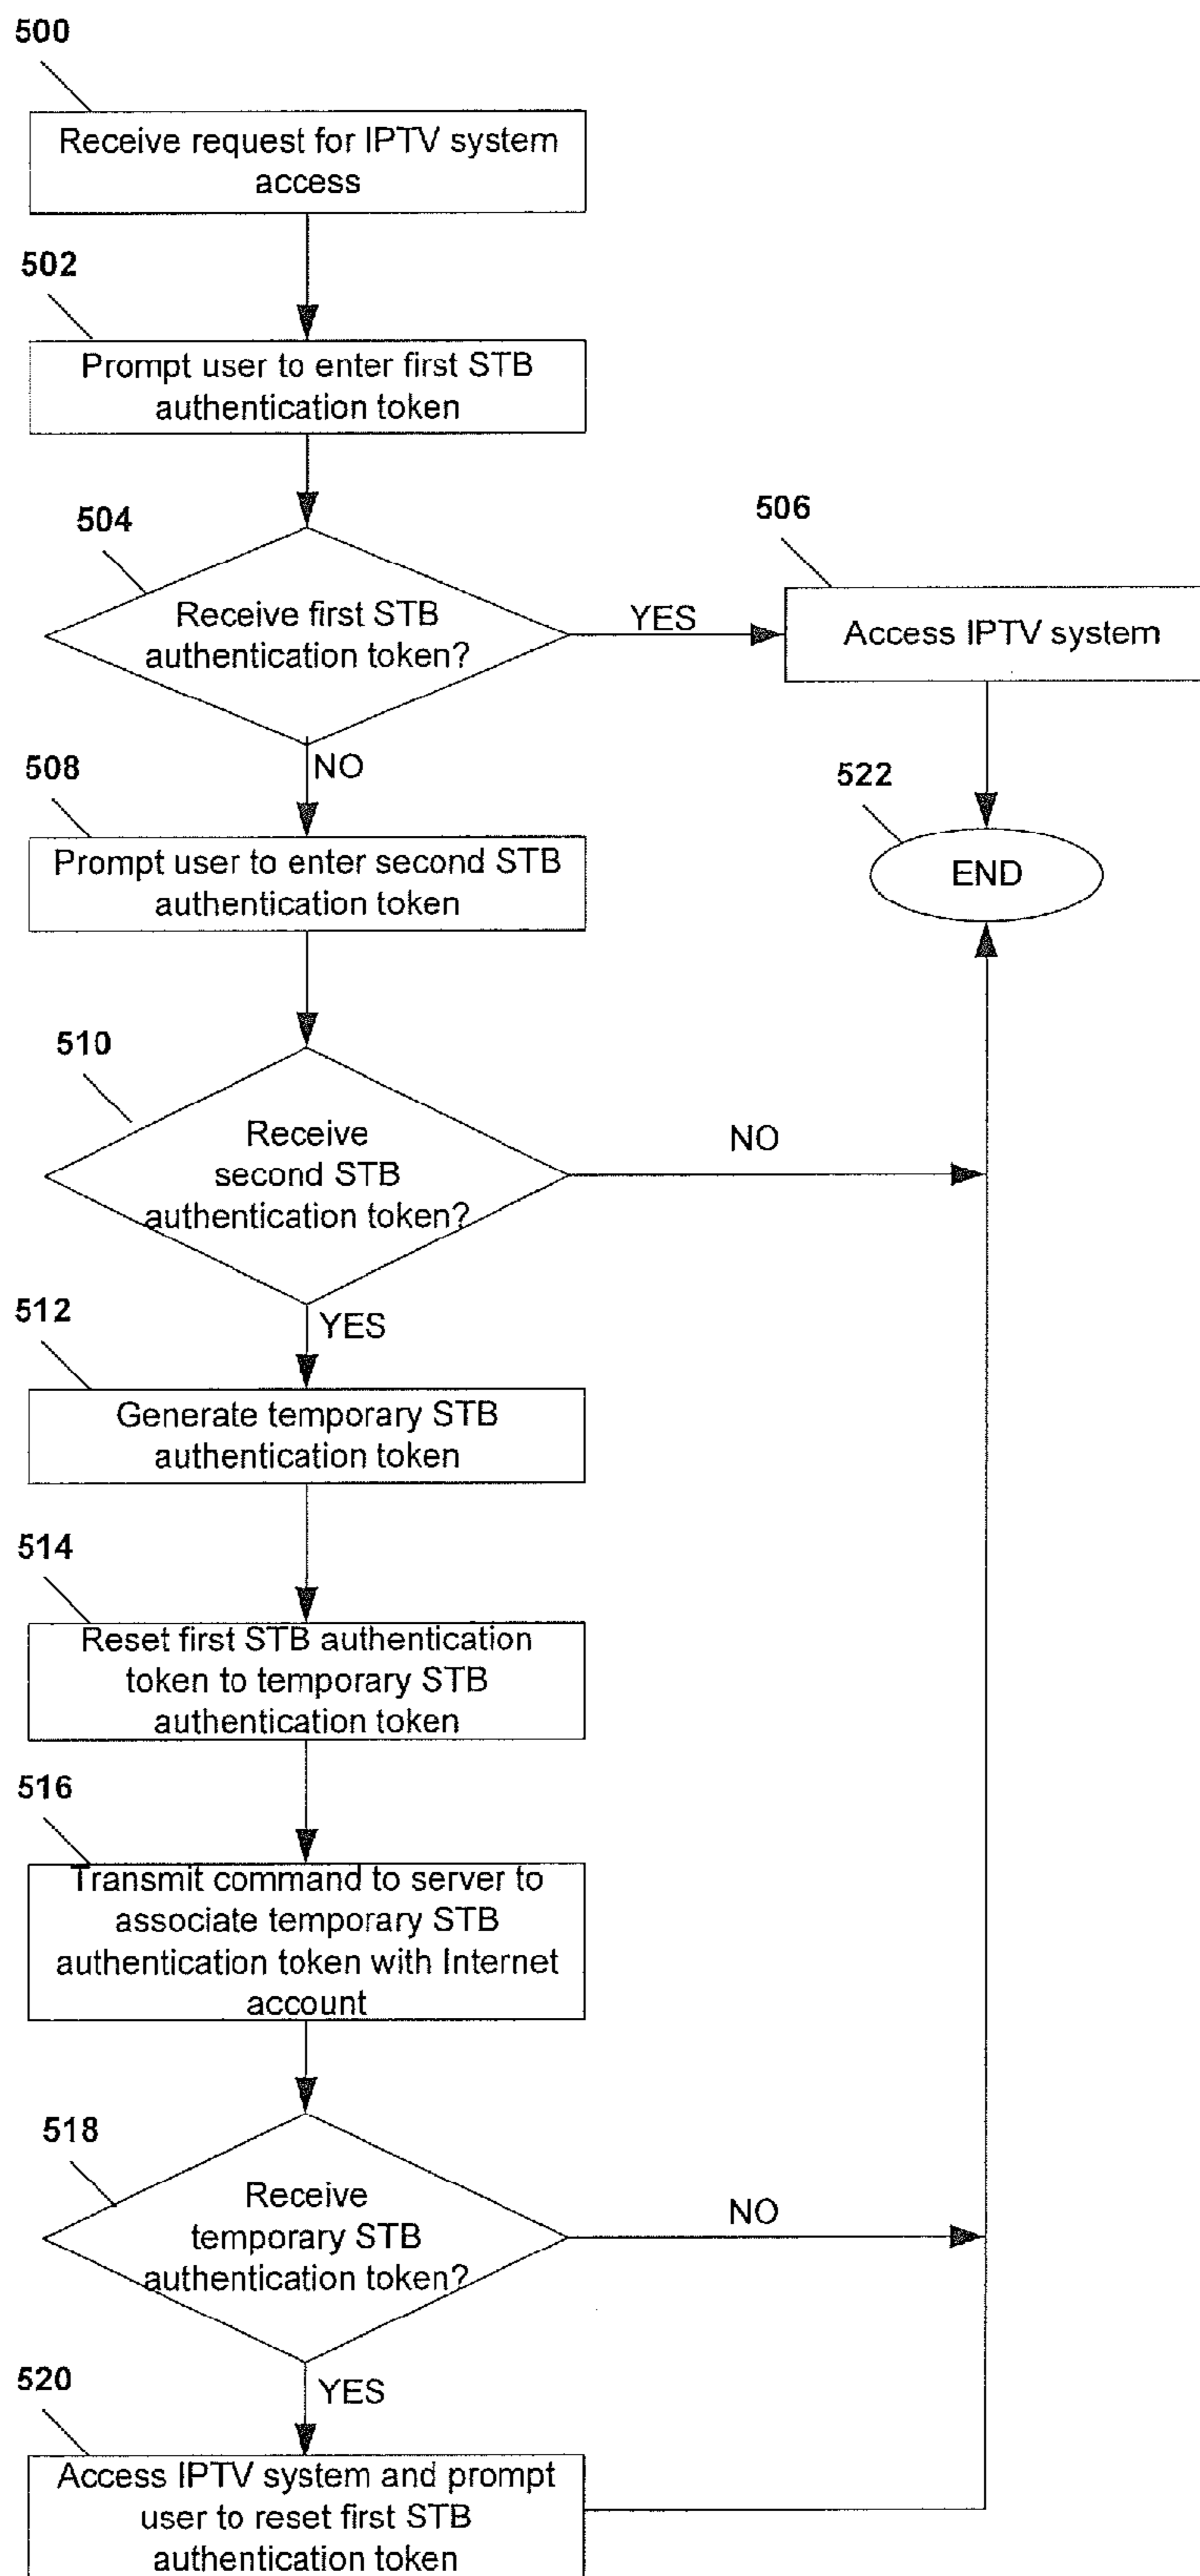 500
Receive request for IPTV system
access
502
Prompt user to enter first STB
authentication token
504
Receive first STB
authentication token?
YES
506
Access IPTV system
NO
508
Prompt user to enter second STB
authentication token
522
END
510
Receive
second STB
authentication token?
NO
YES
512
Generate temporary STB
authentication token
514
Reset first STB authentication
token to temporary STB
authentication token
516
Transmit command to server to
associate temporary STB
authentication token with Internet
account
518
Receive
temporary STB
authentication token?
NO
YES
520
Access IPTV system and prompt
user to reset first STB
authentication token